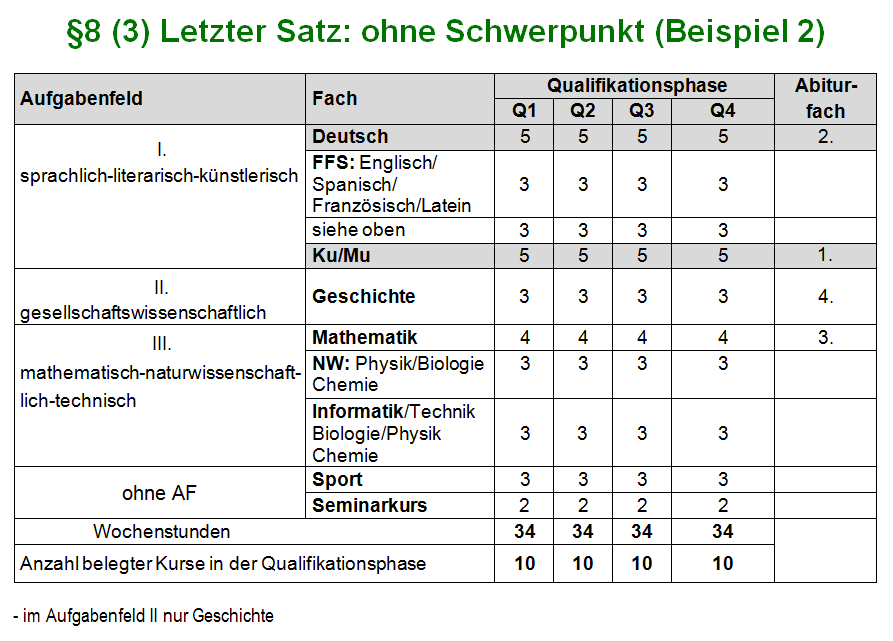 §8 (3) Letzter Satz: ohne Schwerpunkt (Beispiel 2)
Aufgabenfeld Fach Qualifikationsphase Abitur-
Q1 Q2 Q3 Q4 fach
I. Deutsch 5 5 5 5 2.
sprachlich-literarisch-künstlerisch
FFS: Englisch/
Spanisch/ 3 3 3 3
Französisch/Latein
siehe oben 3 3 3 3
Ku/Mu 5 5 5 5 1.
II.
gesellschaftswissenschaftlich
Geschichte 3 3 3 3 4.
III.
mathematisch-naturwissenschaft-
lich-technisch
Mathematik 4 4 4 4 3.
NW: Physik/Biologie 3 3 3 3
Chemie
Informatik/Technik
Biologie/Physik 3 3 3 3
Chemie
ohne AF
Sport 3 3 3 3
Seminarkurs 2 2 2 2
Wochenstunden 34 34 34 34
Anzahl belegter Kurse in der Qualifikationsphase 10 10 10 10
- im Aufgabenfeld II nur Geschichte